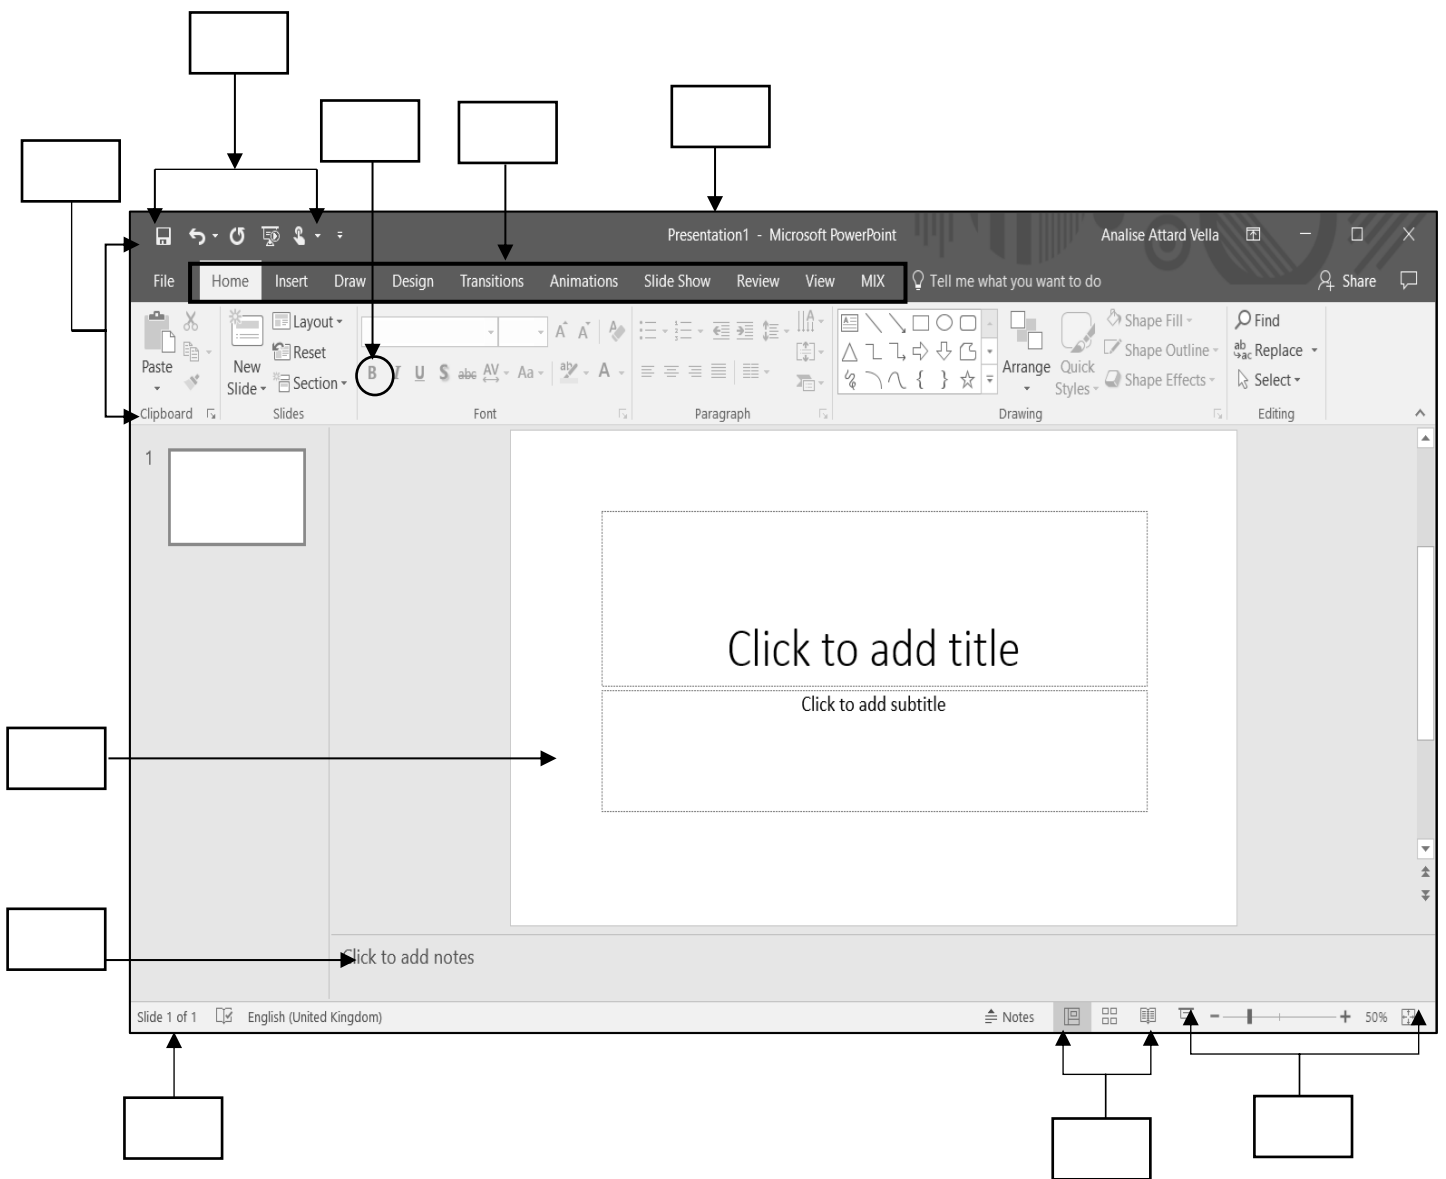 Presentation1 - Microsoft PowerPoint Analise Attard Vella
File Home Insert Draw Design Transitions Animations Slide Show Review View MIX Tell me what you want to do Share
Layout
Reset
Section
Paste
New
Slide
B I U S abc AV Aa aby A
A A
Arrange
Quick
Styles
Shape Fill
Shape Outline
Shape Effects
Find
Replace
Select
Clipboard Slides Font Paragraph Drawing Editing
1
Click to add title
Click to add subtitle
Click to add notes
Slide 1 of 1 English (United Kingdom) Notes 50%